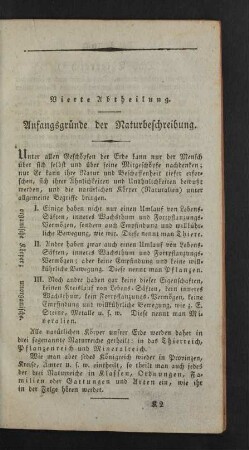 Vierte Abtheilung.
Anfangsgründe der Naturbeschreibung.
Unter allen Geschöpfen der Erde kann nur der Mensch
über sich selbst und über seine Mitgeschöpfe nachdenken;
nur Er kann ihre Natur und Beschaffenheit tiefer erfor-
schen, sich ihrer Ähnlichkeiten und Unähnlichkeiten bewußt
werden, und die natürlichen Körper (Naturalien) unter
allgemeine Begriffe bringen.
I. Einige haben nicht nur einen Umlauf von Lebens-
Säften, inneres Wachsthum und Fortpflanzungs-
Vermögen, sondern auch Empfindung und willkühr-
liche Bewegung, wie wir. Diese nennt man Thiere.
II. Andre haben zwar auch einen Umlauf von Lebens-
Säften, inneres Wachsthum und Fortpflanzungs-
Vermögen; aber keine Empfindung und keine will-
kührliche Bewegung. Diese nennt man Pflanzen.
III. Noch andre haben gar keine dieser Eigenschaften,
keinen Kreislauf von Lebens-Säften, kein inneres
Wachsthum, kein Fortpflanzungs-Vermögen, keine
Empfindung und willkührliche Bewegung, wie z. E.
Steine, Metalle u. s. w. Diese nennt man Mi-
neralien.
organische Körper; unorganische.
Alle natürlichen Körper unsrer Erde werden daher in
drei sogenannte Naturreiche getheilt: in das Thierreich,
Pflanzenreich und Mineralreich.
Wie man aber jedes Königreich wieder in Provinzen,
Kreise, Ämter u. s. w. eintheilt, so theilt man auch jedes
der drei Naturreiche in Klassen, Ordnungen, Fa-
milien oder Gattungen und Arten ein, wie ihr
in der Folge hören werdet.
K 2